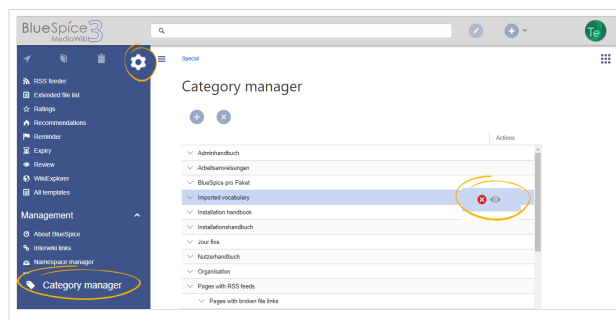 BlueSpice 3
MediaWiki
Te
Special
RSS feeder
Extended file list
Ratings
Recommendations
Reminder
Expiry
Review
WikiExplorer
All templates
Management
About BlueSpice
Interwiki links
Namespace manager
Category manager
Category manager
Actions
Adminhandbuch
Arbeitsanweisungen
BlueSpice pro Paket
Imported vocabulary
Installation handbook
Installationshandbuch
Jour fixe
Nutzerhandbuch
Organisation
Pages with RSS feeds
Pages with broken file links